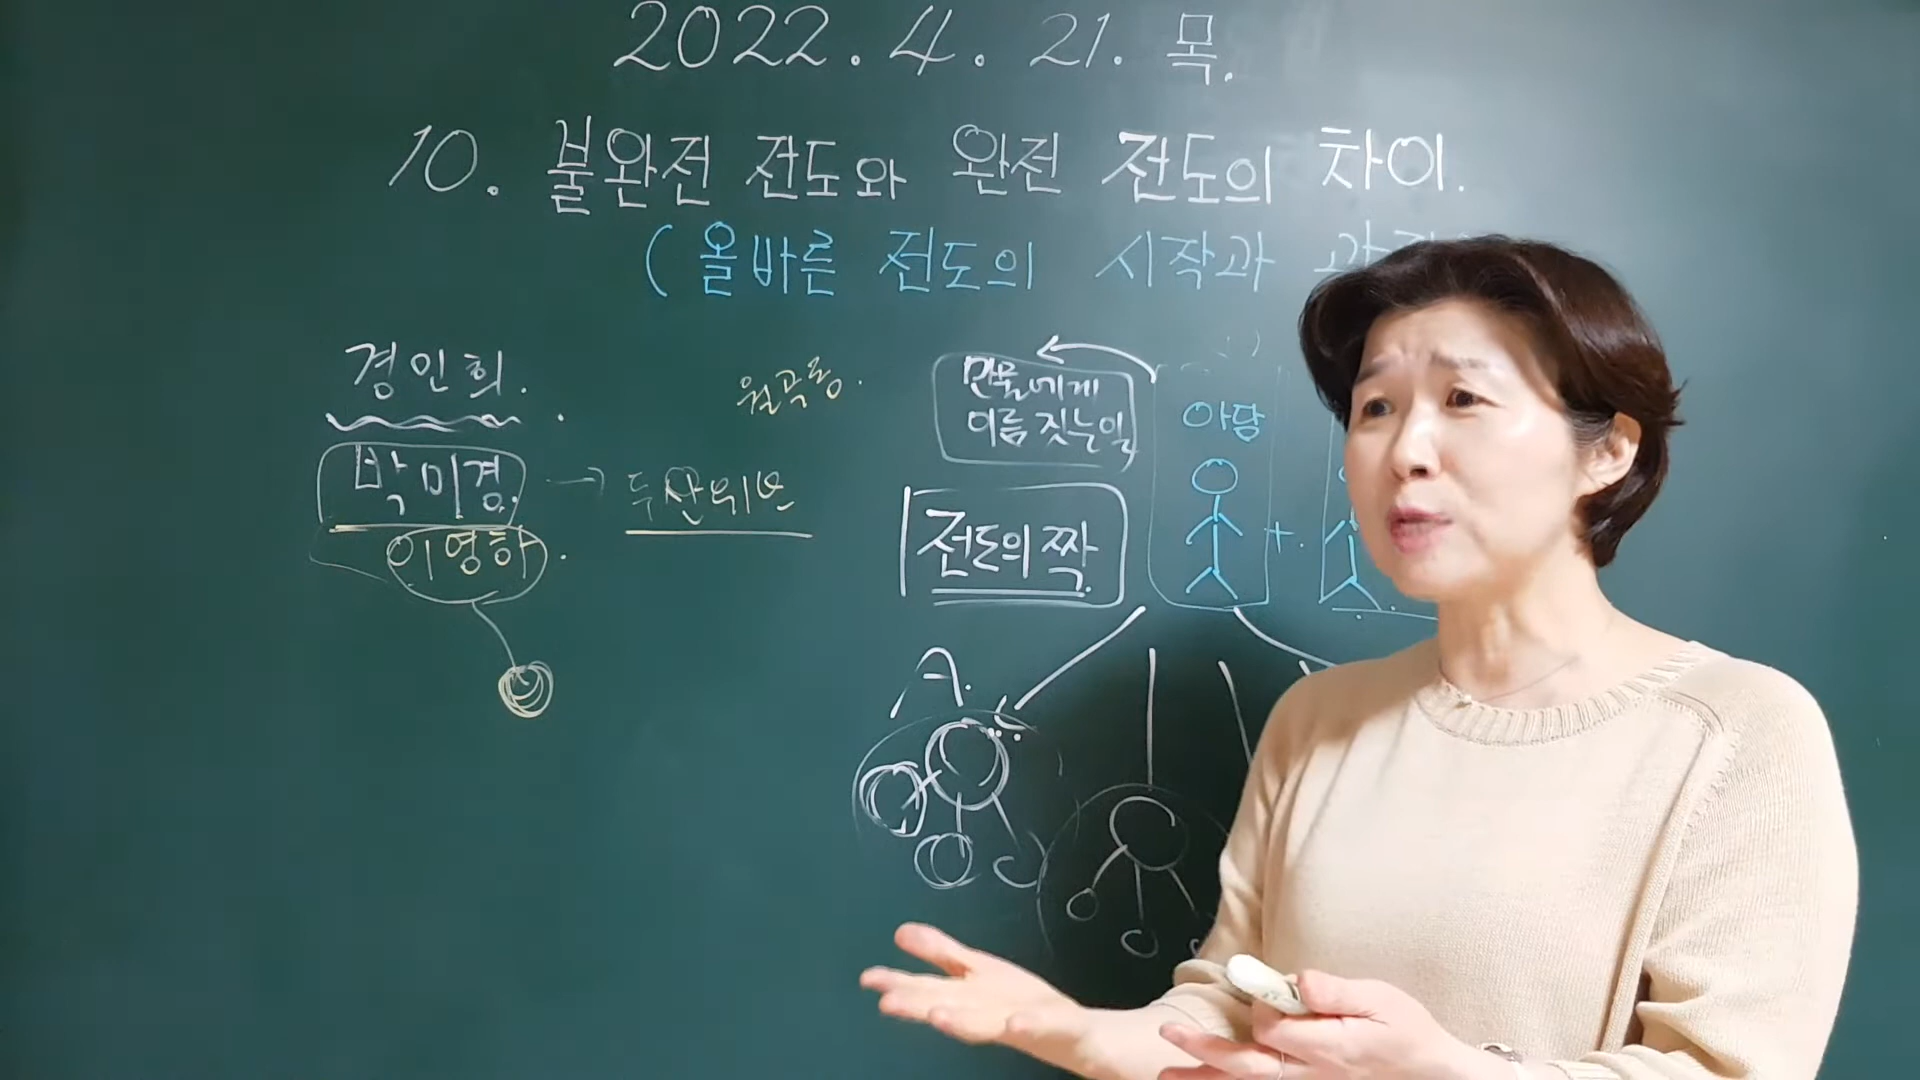 2022. 4. 21. 목.
10. 불완전 전도와 완전 전도의 차이.
(올바른 전도의 시작과
경인희.
박미경. → 두산위브
이영하.
월곡동.
만물에게
이름 짓는 일
아담
+
전도의 짝.
A.